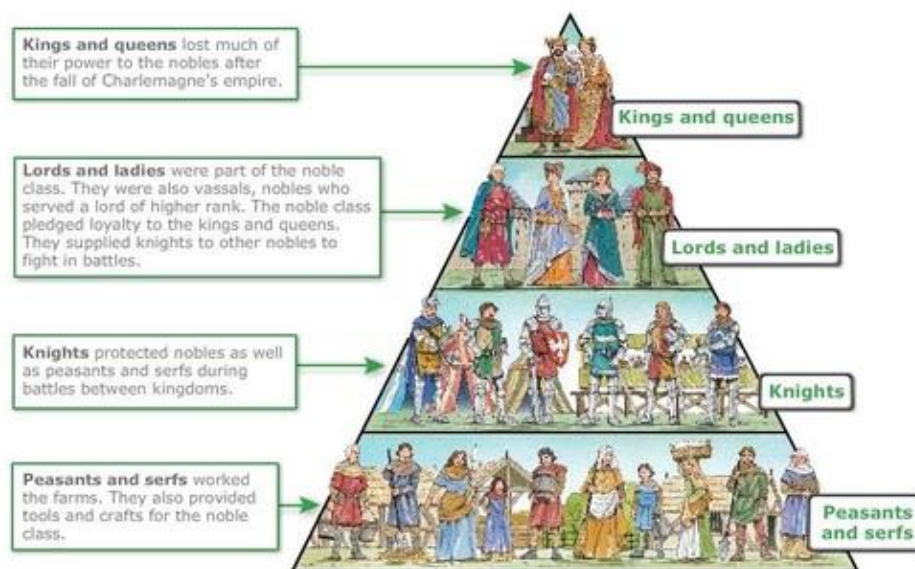 Kings and queens lost much of
their power to the nobles after
the fall of Charlemagne's empire.
Kings and queens
Lords and ladies were part of the noble
class. They were also vassals, nobles who
served a lord of higher rank. The noble class
pledged loyalty to the kings and queens.
They supplied knights to other nobles to
fight in battles.
Lords and ladies
Knights protected nobles as well
as peasants and serfs during
battles between kingdoms.
Knights
Peasants and serfs worked
the farms. They also provided
tools and crafts for the noble
class.
Peasants
and serfs